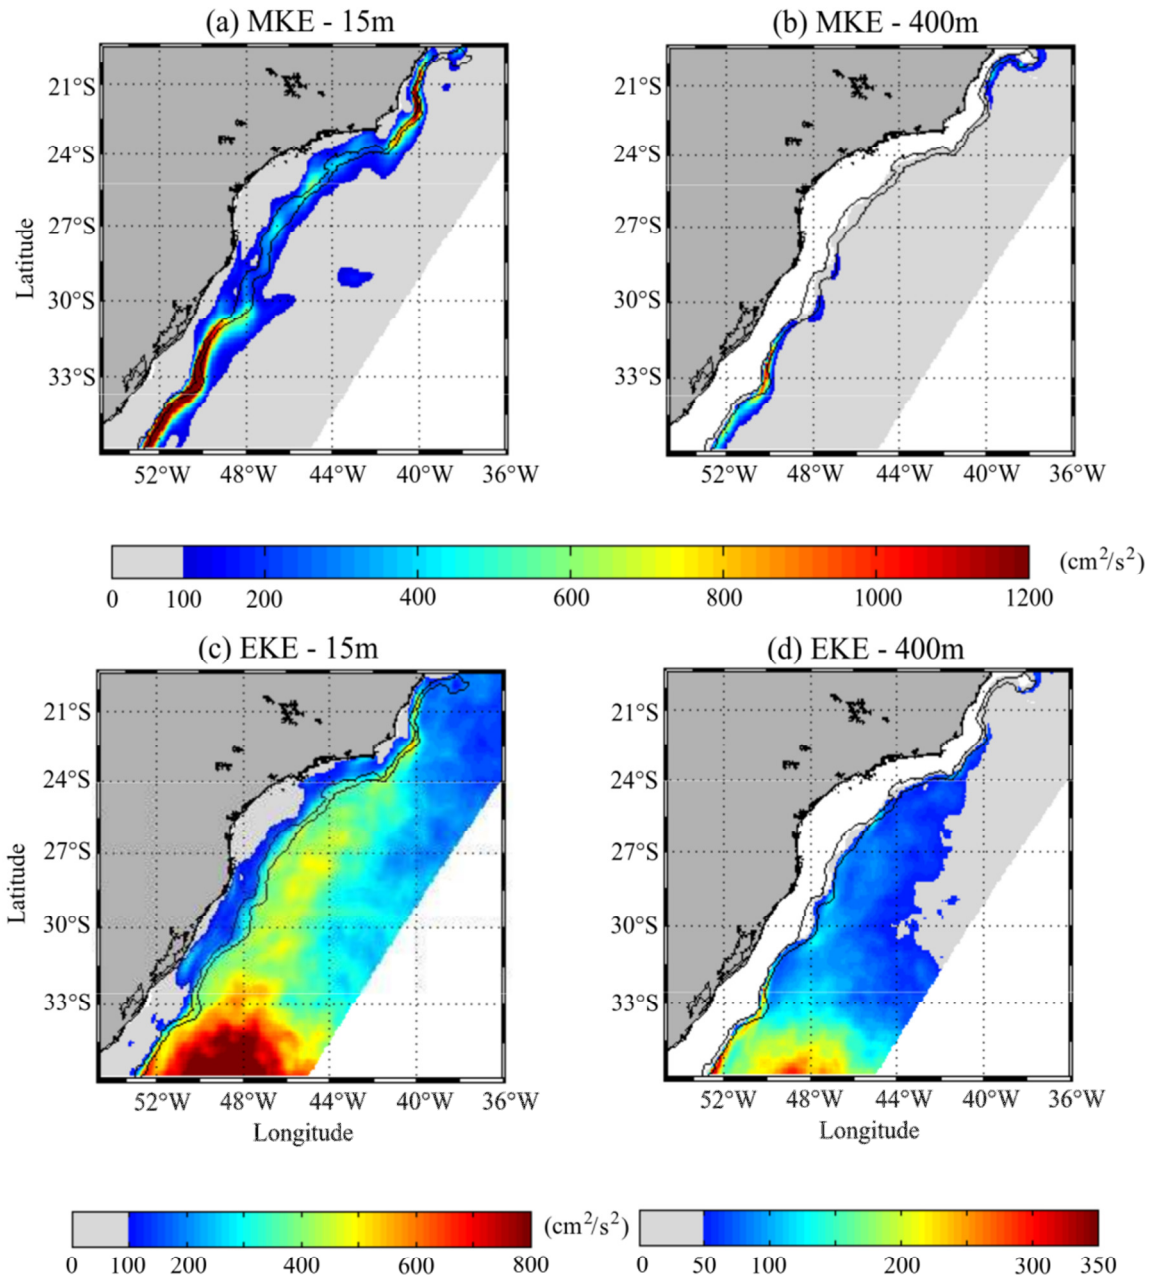 (a) MKE - 15m
(b) MKE - 400m
21°S
24°S
27°S
30°S
33°S
Latitude
52°W 48°W 44°W 40°W 36°W
21°S
24°S
27°S
30°S
33°S
52°W 48°W 44°W 40°W 36°W
0 100 200 400 600 800 1000 1200
(cm²/s²)
(c) EKE - 15m
(d) EKE - 400m
21°S
24°S
27°S
30°S
33°S
Latitude
52°W 48°W 44°W 40°W 36°W
Longitude
21°S
24°S
27°S
30°S
33°S
52°W 48°W 44°W 40°W 36°W
Longitude
0 100 200 400 600 800
(cm²/s²)
0 50 100 200 300 350